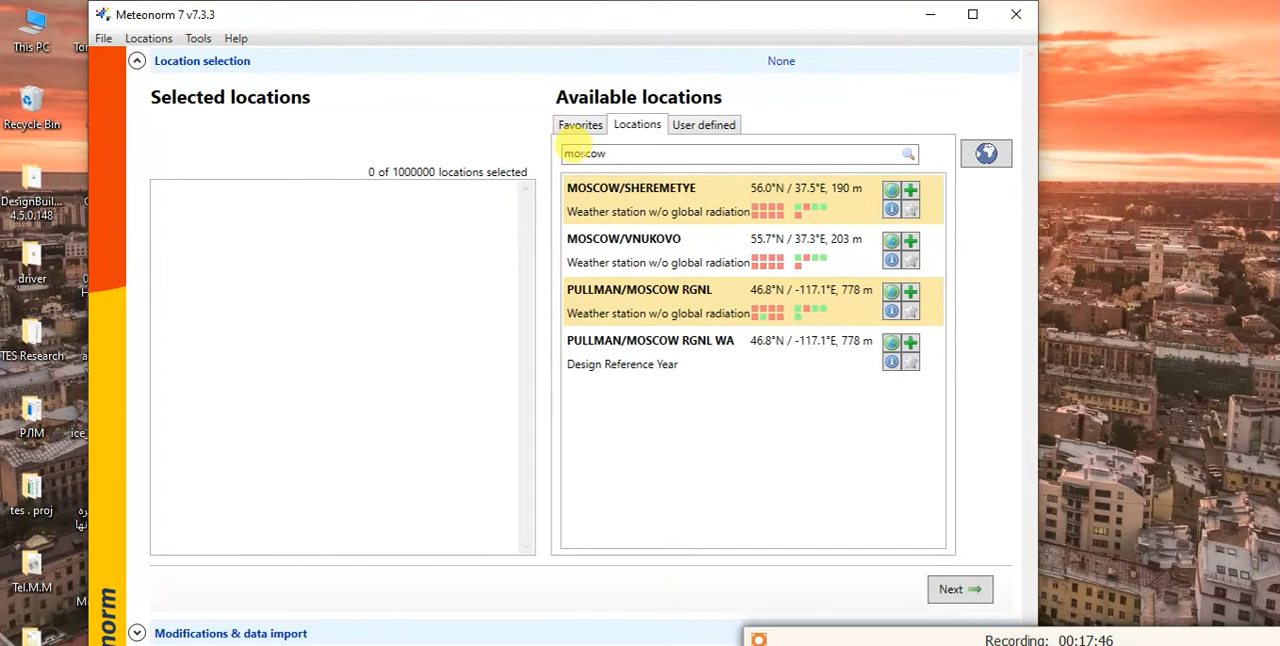 Meteonorm 7 v7.3.3
File Locations Tools Help
Location selection None
Selected locations
0 of 1000000 locations selected
Available locations
Favorites Locations User defined
moscow
MOSCOW/SHEREMETYE 56.0°N / 37.5°E, 190 m
Weather station w/o global radiation
MOSCOW/VNUKOVO 55.7°N / 37.3°E, 203 m
Weather station w/o global radiation
PULLMAN/MOSCOW RGNL 46.8°N / -117.1°E, 778 m
Weather station w/o global radiation
PULLMAN/MOSCOW RGNL WA 46.8°N / -117.1°E, 778 m
Design Reference Year
Next
Modifications & data import
norm
Recording: 00:17:46
This PC
Tor
Recycle Bin
DesignBuil...
4.5.0.148
driver
TES Research
РЛМ
ice_
tes . proj
Tel.M.M